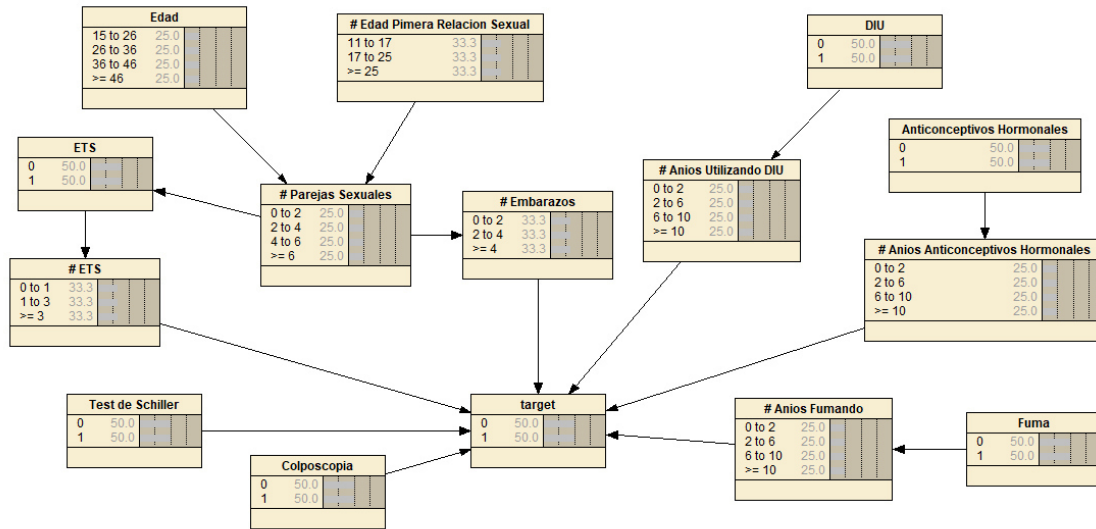 Edad
15 to 26 25.0
26 to 36 25.0
36 to 46 25.0
>= 46 25.0
# Edad Pimera Relacion Sexual
11 to 17 33.3
17 to 25 33.3
>= 25 33.3
DIU
0 50.0
1 50.0
ETS
0 50.0
1 50.0
Anticonceptivos Hormonales
0 50.0
1 50.0
# Parejas Sexuales
0 to 2 25.0
2 to 4 25.0
4 to 6 25.0
>= 6 25.0
# Embarazos
0 to 2 33.3
2 to 4 33.3
>= 4 33.3
# Anios Utilizando DIU
0 to 2 25.0
2 to 6 25.0
6 to 10 25.0
>= 10 25.0
# ETS
0 to 1 33.3
1 to 3 33.3
>= 3 33.3
# Anios Anticonceptivos Hormonales
0 to 2 25.0
2 to 6 25.0
6 to 10 25.0
>= 10 25.0
Test de Schiller
0 50.0
1 50.0
target
0 50.0
1 50.0
# Anios Fumando
0 to 2 25.0
2 to 6 25.0
6 to 10 25.0
>= 10 25.0
Fuma
0 50.0
1 50.0
Colposcopia
0 50.0
1 50.0